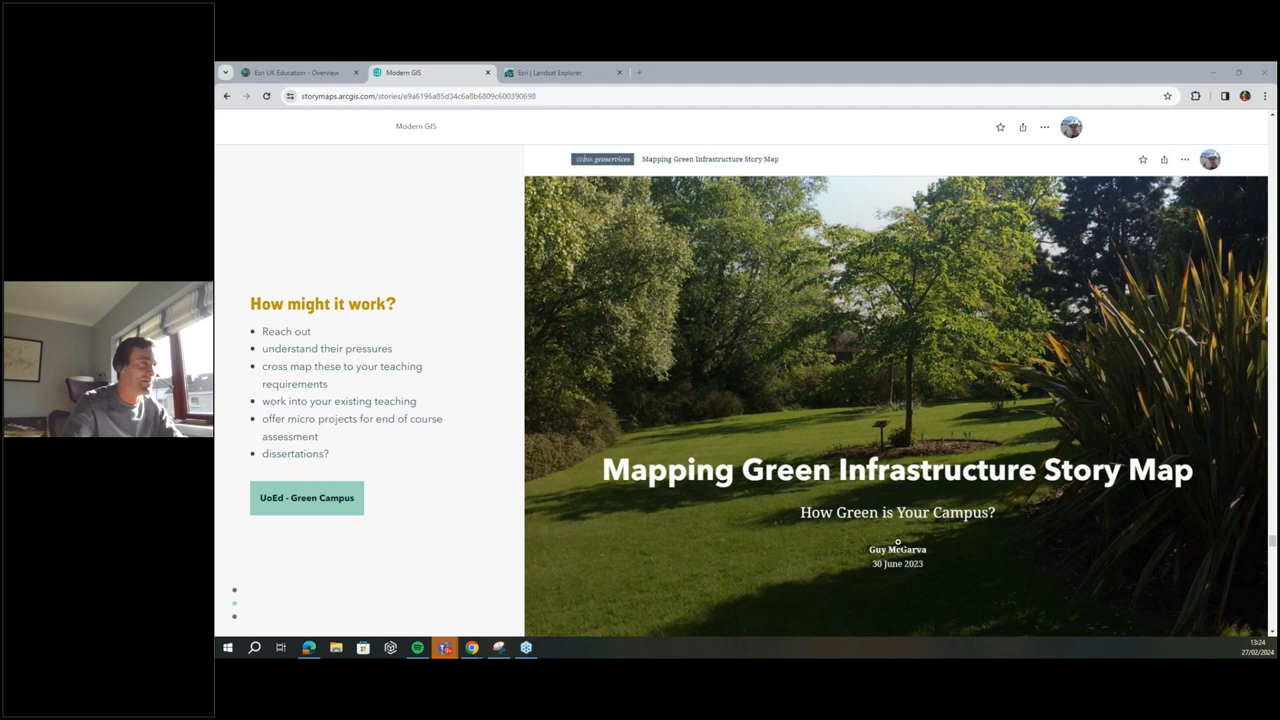 Esri UK Education - Overview
Modern GIS
Esri | Landsat Explorer
storymaps.arcgis.com/stories/e9a6196a85d34c6a8b6809c600390698
Modern GIS
Mapping Green Infrastructure Story Map
How might it work?
Reach out
understand their pressures
cross map these to your teaching
requirements
work into your existing teaching
offer micro projects for end of course
assessment
dissertations?
UoEd - Green Campus
Mapping Green Infrastructure Story Map
How Green is Your Campus?
Guy McGarva
30 June 2023
13:24
27/02/2024